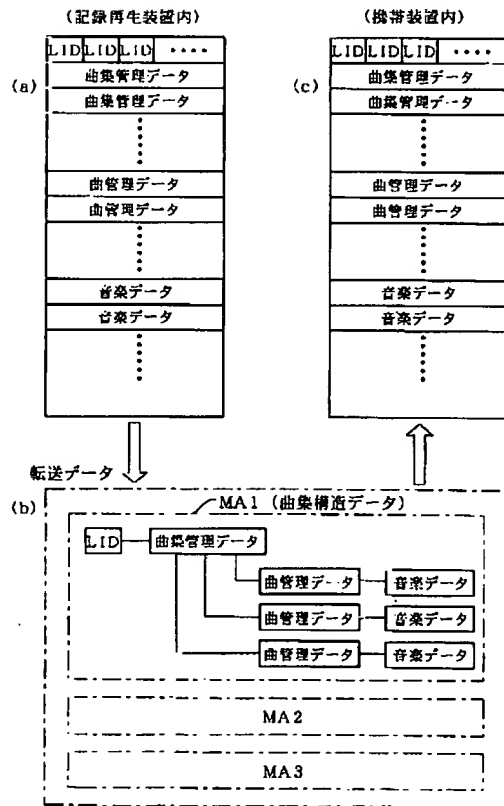 (記録再生装置内)
LID LID LID ････
(a)
曲集管理データ
曲集管理データ
曲管理データ
曲管理データ
音楽データ
音楽データ
(携帯装置内)
LID LID LID ････
(c)
曲集管理データ
曲集管理データ
曲管理データ
曲管理データ
音楽データ
音楽データ
転送データ
(b)
MA1 (曲集構造データ)
LID 曲集管理データ
曲管理データ 音楽データ
曲管理データ 音楽データ
曲管理データ 音楽データ
MA2
MA3